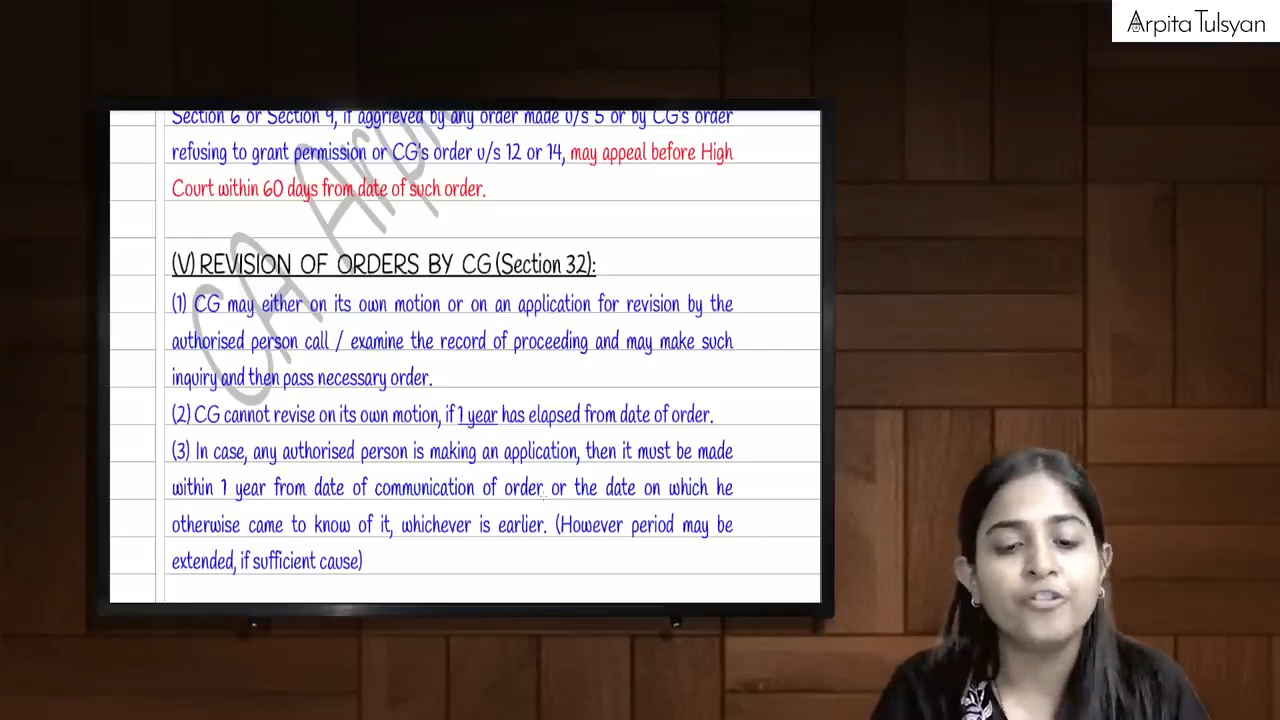 Arpita Tulsyan
Section 6 or Section 9, if aggrieved by any order made u/s 5 or by CG's order
refusing to grant permission or CG's order u/s 12 or 14, may appeal before High
Court within 60 days from date of such order.
(V) REVISION OF ORDERS BY CG (Section 32):
(1) CG may either on its own motion or on an application for revision by the
authorised person call / examine the record of proceeding and may make such
inquiry and then pass necessary order.
(2) CG cannot revise on its own motion, if 1 year has elapsed from date of order.
(3) In case, any authorised person is making an application, then it must be made
within 1 year from date of communication of order or the date on which he
otherwise came to know of it, whichever is earlier. (However period may be
extended, if sufficient cause)
CA Arpi